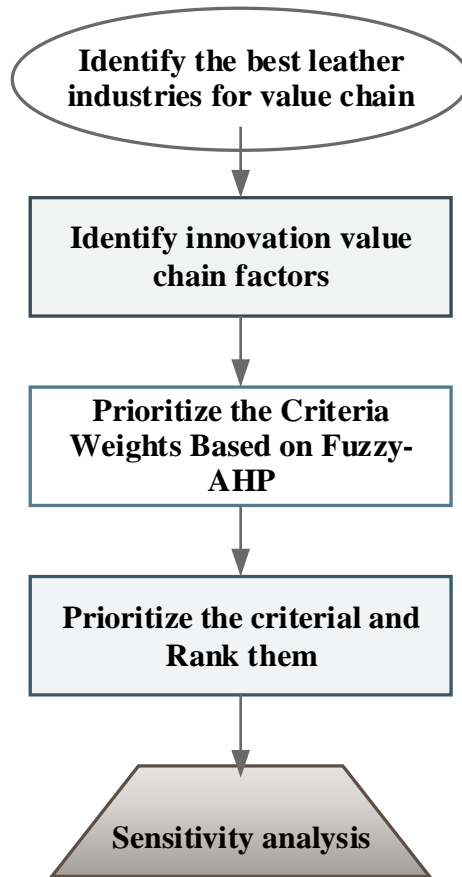 Identify the best leather
industries for value chain
Identify innovation value
chain factors
Prioritize the Criteria
Weights Based on Fuzzy-
AHP
Prioritize the criterial and
Rank them
Sensitivity analysis